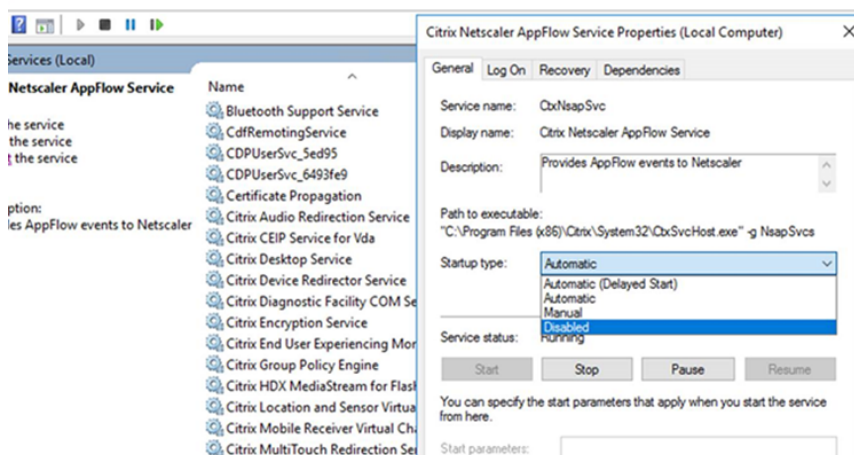 Services (Local)
Netscaler AppFlow Service
he service
the service
the service
ption:
les AppFlow events to Netscaler
Name
Bluetooth Support Service
CdfRemotingService
CDPUserSvc_5ed95
CDPUserSvc_6493fe9
Certificate Propagation
Citrix Audio Redirection Service
Citrix CEIP Service for Vda
Citrix Desktop Service
Citrix Device Redirector Service
Citrix Diagnostic Facility COM Se
Citrix Encryption Service
Citrix End User Experiencing Mor
Citrix Group Policy Engine
Citrix HDX MediaStream for Flash
Citrix Location and Sensor Virtua
Citrix Mobile Receiver Virtual Cha
Citrix MultiTouch Redirection Ser
Citrix Netscaler AppFlow Service Properties (Local Computer)
General Log On Recovery Dependencies
Service name: CtxNsapSvc
Display name: Citrix Netscaler AppFlow Service
Description: Provides AppFlow events to Netscaler
Path to executable:
"C:\Program Files (x86)\Citrix\System32\CtxSvcHost.exe" -g NsapSvcs
Startup type: Automatic
Automatic (Delayed Start)
Automatic
Manual
Disabled
Service status: Running
Start Stop Pause Resume
You can specify the start parameters that apply when you start the service
from here.
Start parameters: